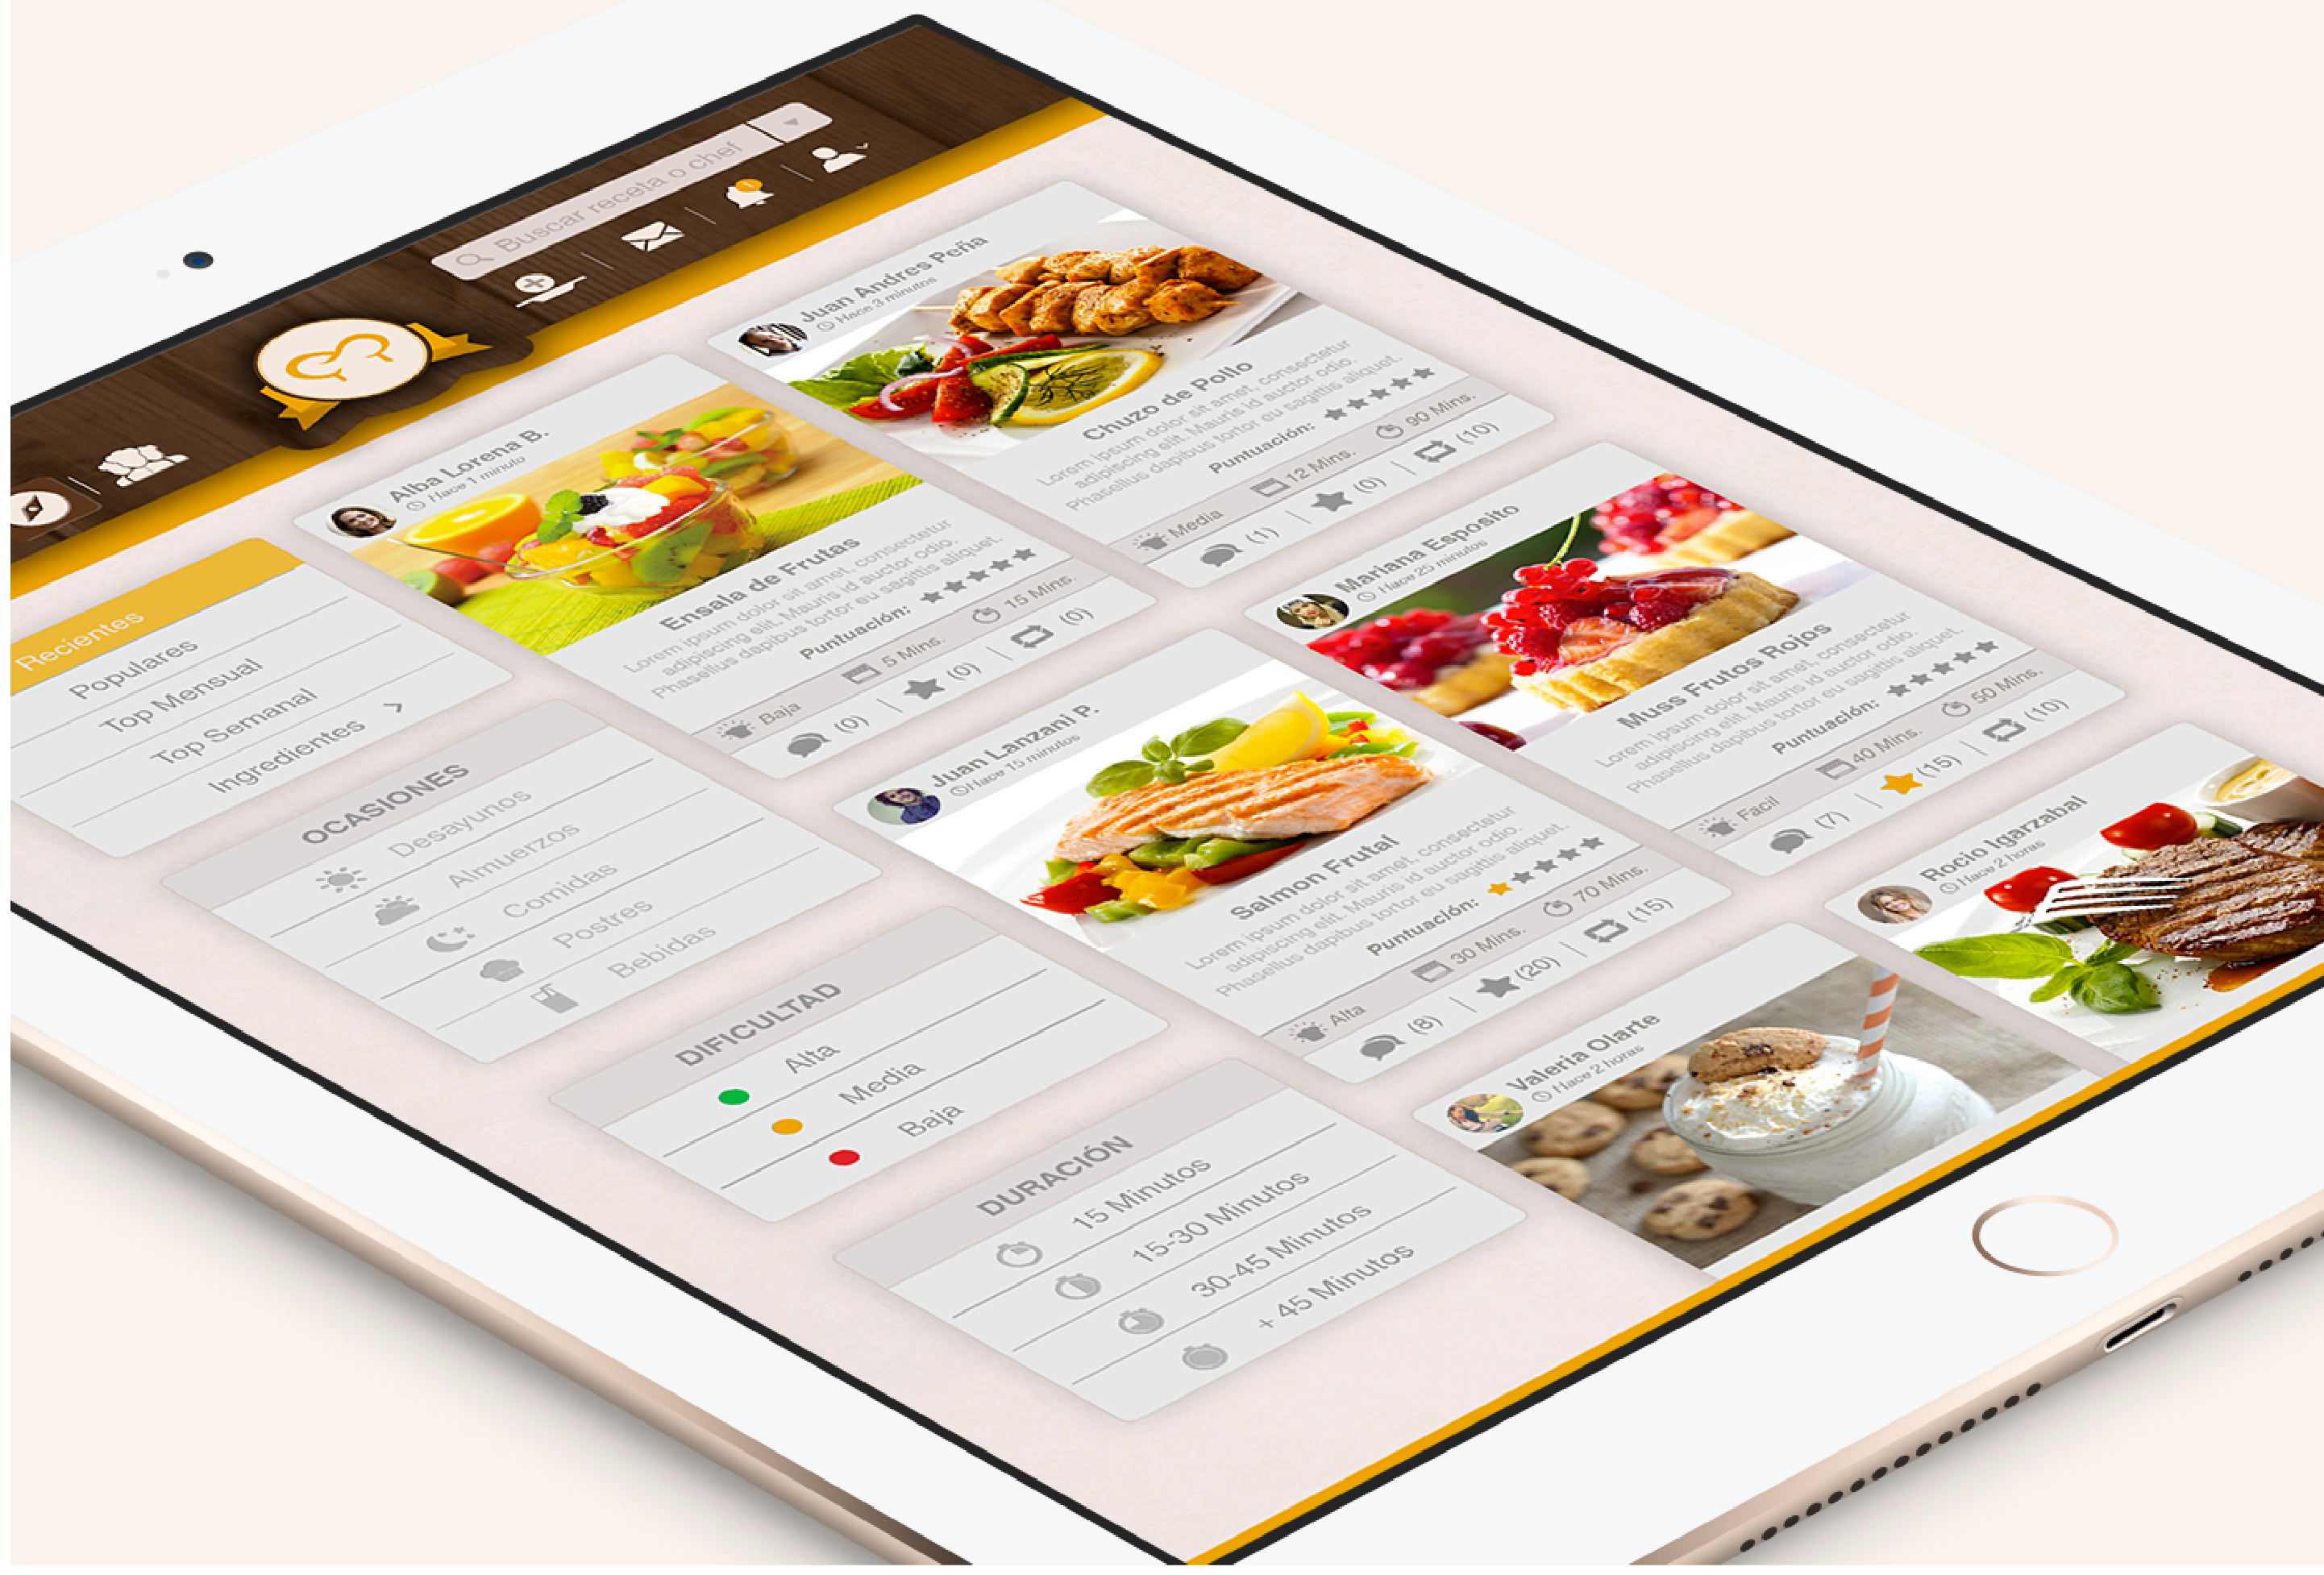 Buscar receta o chef
1
Recientes
Populares
Top Mensual
Top Semanal
Ingredientes >
OCASIONES
Desayunos
Almuerzos
Comidas
Postres
Bebidas
DIFICULTAD
Alta
Media
Baja
DURACIÓN
15 Minutos
15-30 Minutos
30-45 Minutos
+ 45 Minutos
Alba Lorena B.
Hace 1 minuto
Ensala de Frutas
Lorem ipsum dolor sit amet, consectetur
adipiscing elit. Mauris id auctor odio.
Phasellus dapibus tortor eu sagittis aliquet.
Puntuación:
Baja 5 Mins. 15 Mins.
(0) | (0) | (0)
Juan Andres Peña
Hace 3 minutos
Chuzo de Pollo
Lorem ipsum dolor sit amet, consectetur
adipiscing elit. Mauris id auctor odio.
Phasellus dapibus tortor eu sagittis aliquet.
Puntuación:
Media 12 Mins. 90 Mins.
(1) | (0) | (10)
Juan Lanzani P.
Hace 15 minutos
Salmon Frutal
Lorem ipsum dolor sit amet, consectetur
adipiscing elit. Mauris id auctor odio.
Phasellus dapibus tortor eu sagittis aliquet.
Puntuación:
Alta 30 Mins. 70 Mins.
(8) | (20) | (15)
Mariana Esposito
Hace 25 minutos
Muss Frutos Rojos
Lorem ipsum dolor sit amet, consectetur
adipiscing elit. Mauris id auctor odio.
Phasellus dapibus tortor eu sagittis aliquet.
Puntuación:
Facil 40 Mins. 50 Mins.
(7) | (15) | (10)
Valeria Olarte
Hace 2 horas
Rocio Igarzabal
Hace 2 horas